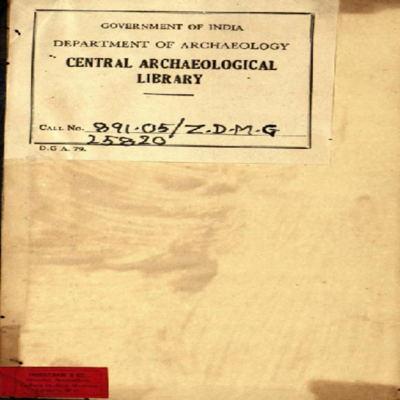 GOVERNMENT OF INDIA
DEPARTMENT OF ARCHAEOLOGY
CENTRAL ARCHAEOLOGICAL
LIBRARY
CALL No. 891.05/Z.D.M.G
25820
D.G A. 79.